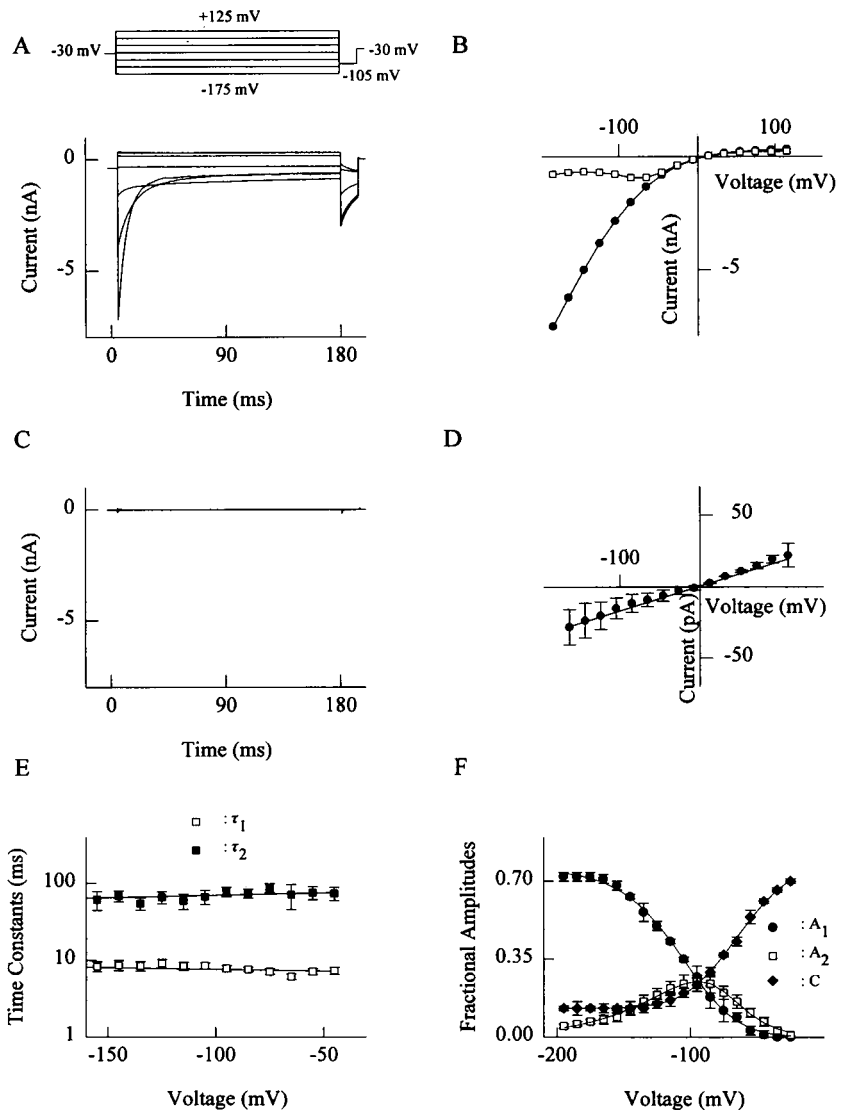 A
+125 mV
-30 mV
-30 mV
-105 mV
-175 mV
0
-5
Current (nA)
0
90
180
Time (ms)
B
-100
100
Voltage (mV)
Current (nA)
-5
C
0
-5
Current (nA)
0
90
180
Time (ms)
D
50
-100
Voltage (mV)
Current (pA)
-50
E
: τ1
: τ2
100
10
1
Time Constants (ms)
-150
-100
-50
Voltage (mV)
F
0.70
0.35
0.00
Fractional Amplitudes
: A1
: A2
: C
-200
-100
Voltage (mV)